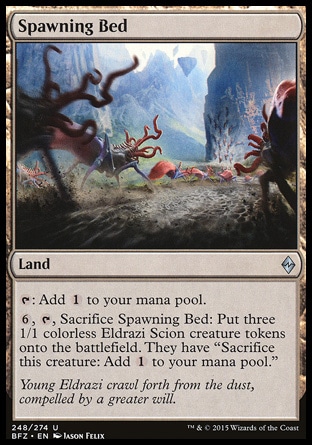 Spawning Bed
Land
: Add 1 to your mana pool.
6, , Sacrifice Spawning Bed: Put three
1/1 colorless Eldrazi Scion creature tokens
onto the battlefield. They have “Sacrifice
this creature: Add 1 to your mana pool.”
Young Eldrazi crawl forth from the dust,
compelled by a greater will.
248/274 U
BFZ • EN Jason Felix
™ & © 2015 Wizards of the Coast